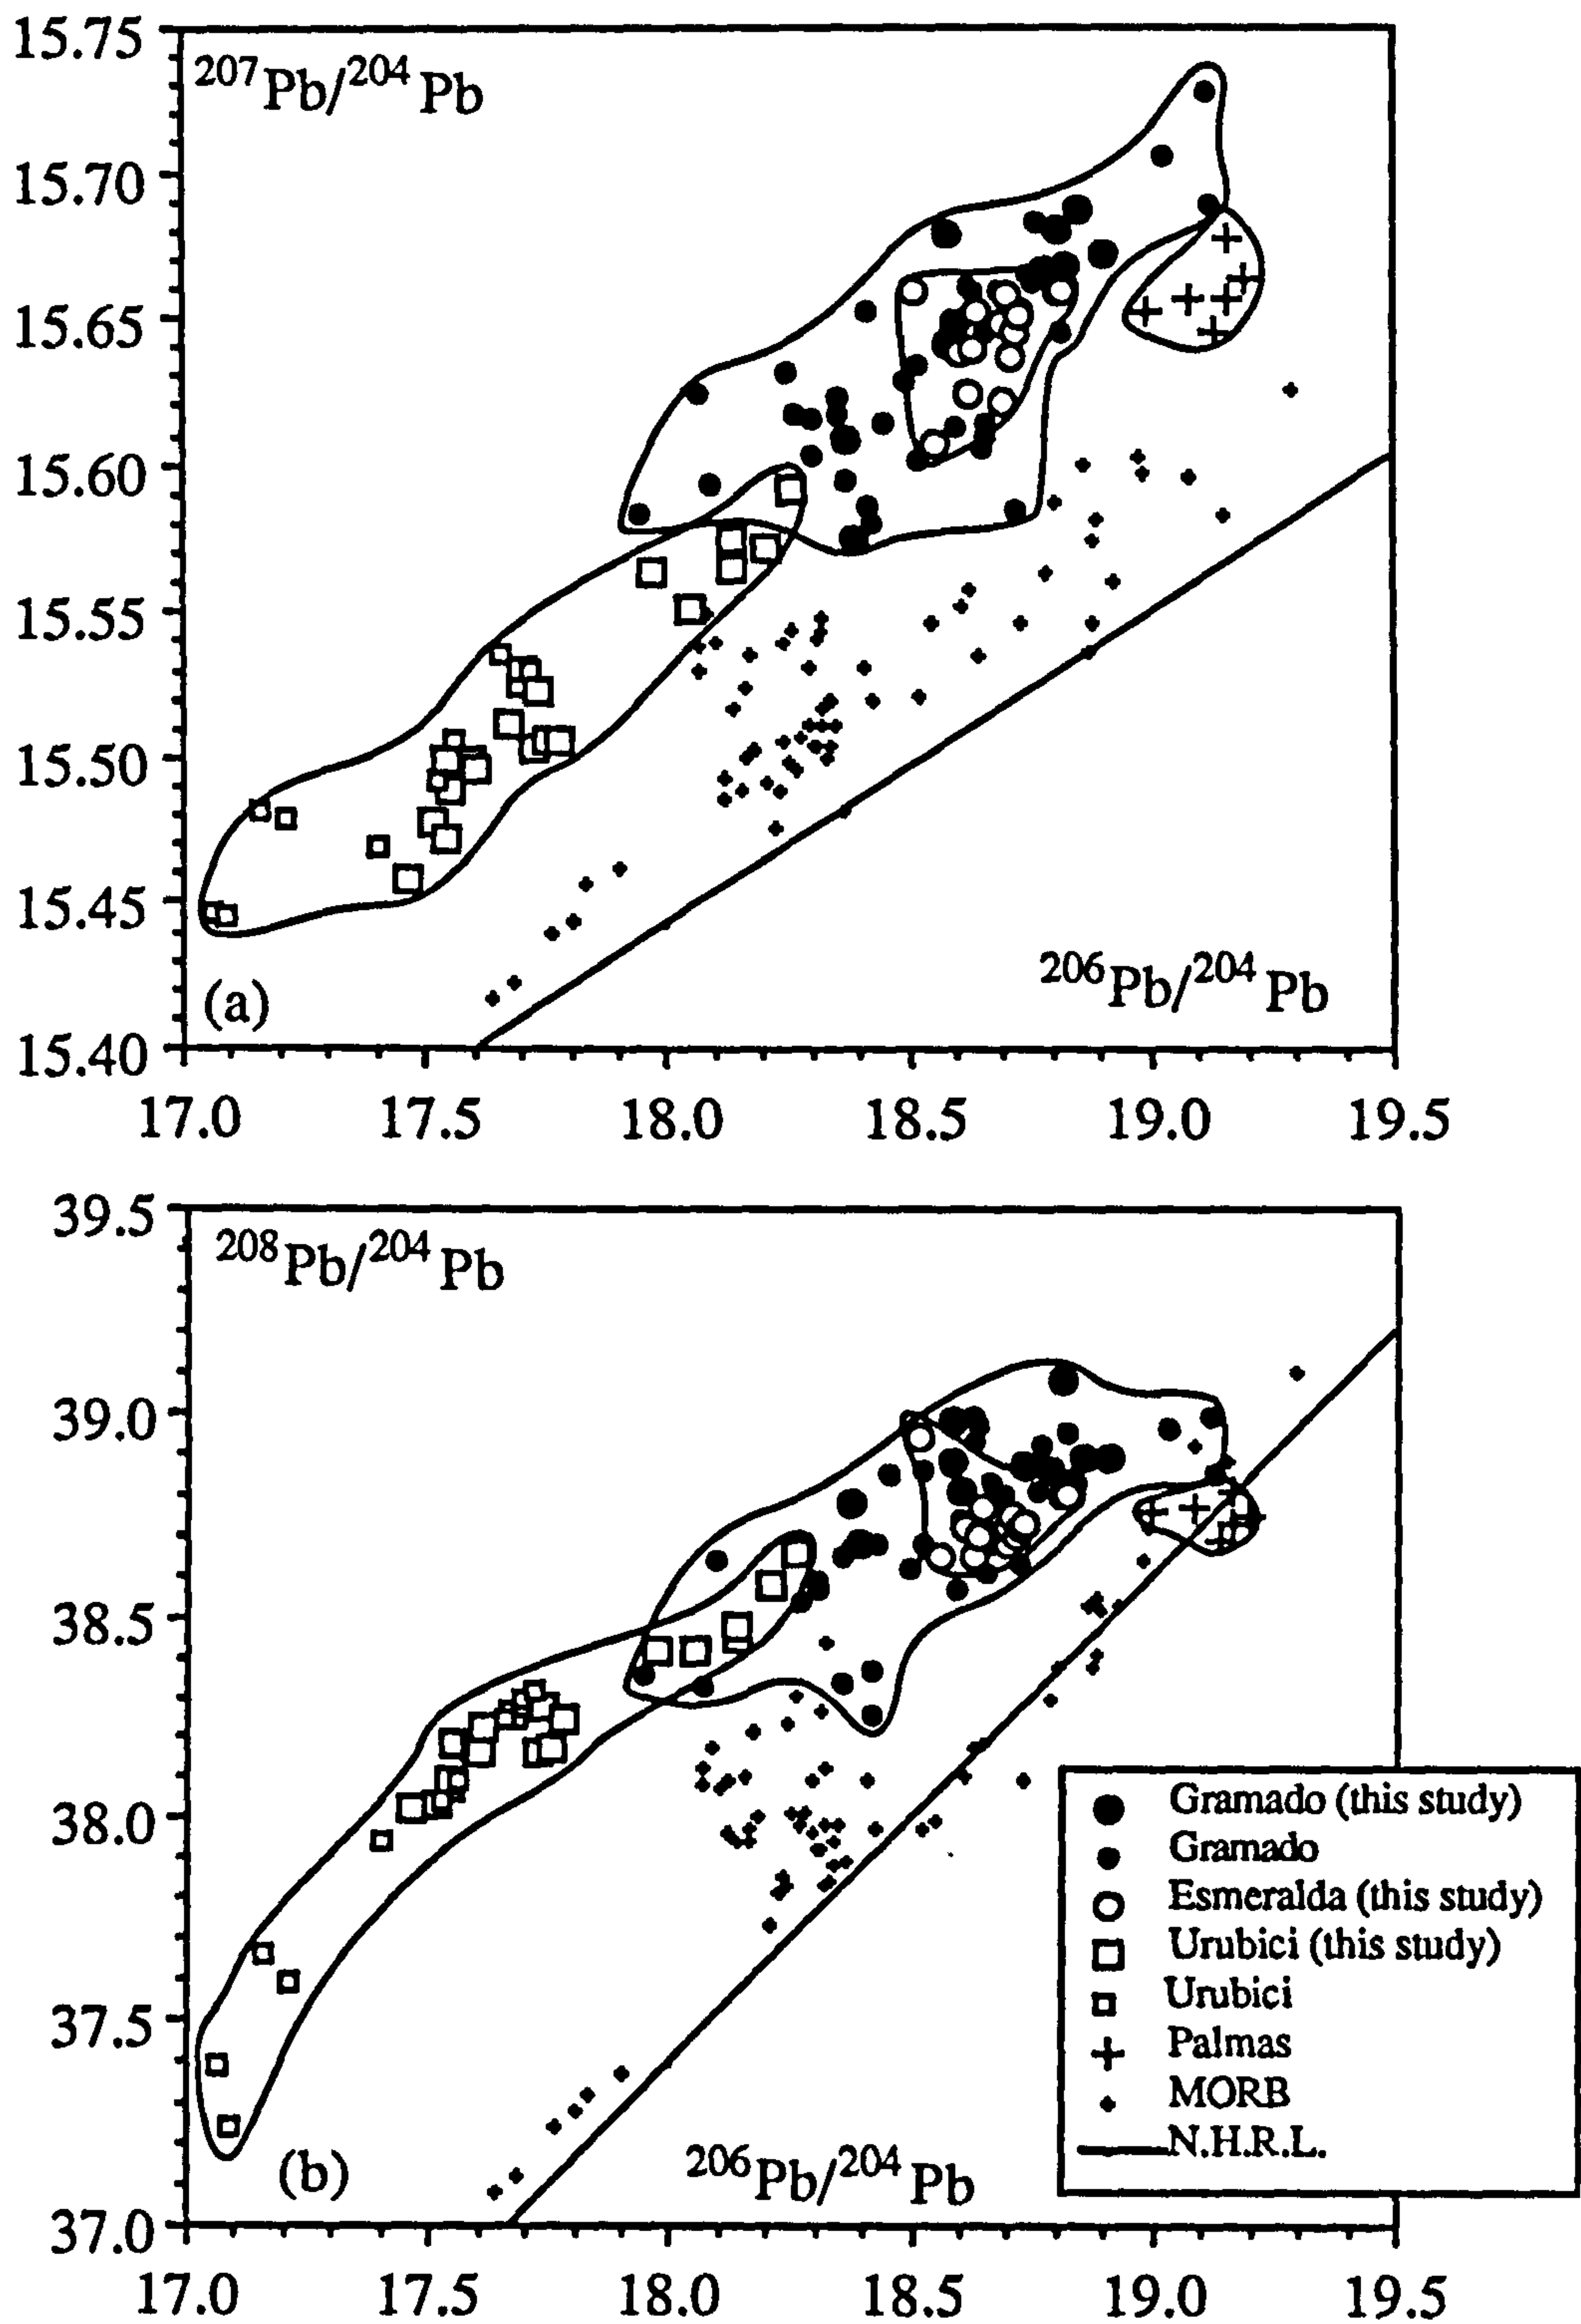 15.75
²⁰⁷Pb/²⁰⁴Pb
15.70
15.65
15.60
15.55
15.50
15.45
15.40
(a)
²⁰⁶Pb/²⁰⁴Pb
17.0 17.5 18.0 18.5 19.0 19.5
39.5
²⁰⁸Pb/²⁰⁴Pb
39.0
38.5
38.0
37.5
37.0
(b)
²⁰⁶Pb/²⁰⁴Pb
Gramado (this study)
Gramado
Esmeralda (this study)
Urubici (this study)
Urubici
Palmas
MORB
N.H.R.L.
17.0 17.5 18.0 18.5 19.0 19.5